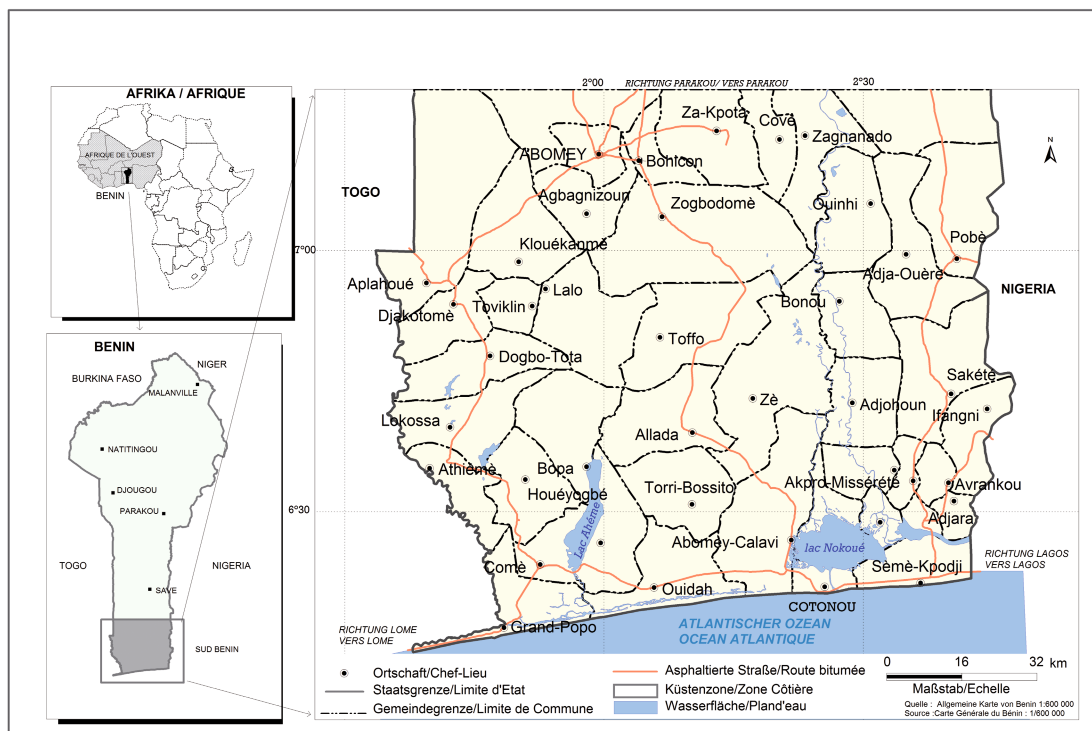 AFRIKA / AFRIQUE
AFRIQUE DE L'OUEST
BENIN
BENIN
NIGER
BURKINA FASO
MALANVILLE
NATITINGOU
DJOUGOU
PARAKOU
TOGO
NIGERIA
SAVE
SUD BENIN
2°00
RICHTUNG PARAKOU/ VERS PARAKOU
2°30
N
Za-Kpota
Covè
Zagnanado
ABOMEY
Bohicon
TOGO
Agbagnizoun
Zogbodomè
Ouinhi
Klouékanmè
Pobè
7°00
Adja-Ouèrè
Aplahoué
Lalo
NIGERIA
Djakotomè
Toviklin
Bonou
Toffo
Dogbo-Tota
Sakété
Zè
Adjohoun
Ifangni
Lokossa
Allada
Athièmè
Bopa
Akpro-Missérété
Avrankou
Houéyogbé
Torri-Bossito
6°30
Adjara
Lac Ahémé
Abomey-Calavi
lac Nokoué
RICHTUNG LAGOS
VERS LAGOS
Comè
Sèmè-Kpodji
Ouidah
COTONOU
RICHTUNG LOME
VERS LOME
Grand-Popo
ATLANTISCHER OZEAN
OCEAN ATLANTIQUE
Ortschaft/Chef-Lieu
Staatsgrenze/Limite d'Etat
Gemeindegrenze/Limite de Commune
Asphaltierte Straße/Route bitumée
Küstenzone/Zone Côtière
Wasserfläche/Pland'eau
0 16 32 km
Maßstab/Echelle
Quelle : Allgemeine Karte von Benin 1:600 000
Source :Carte Générale du Bénin : 1/600 000